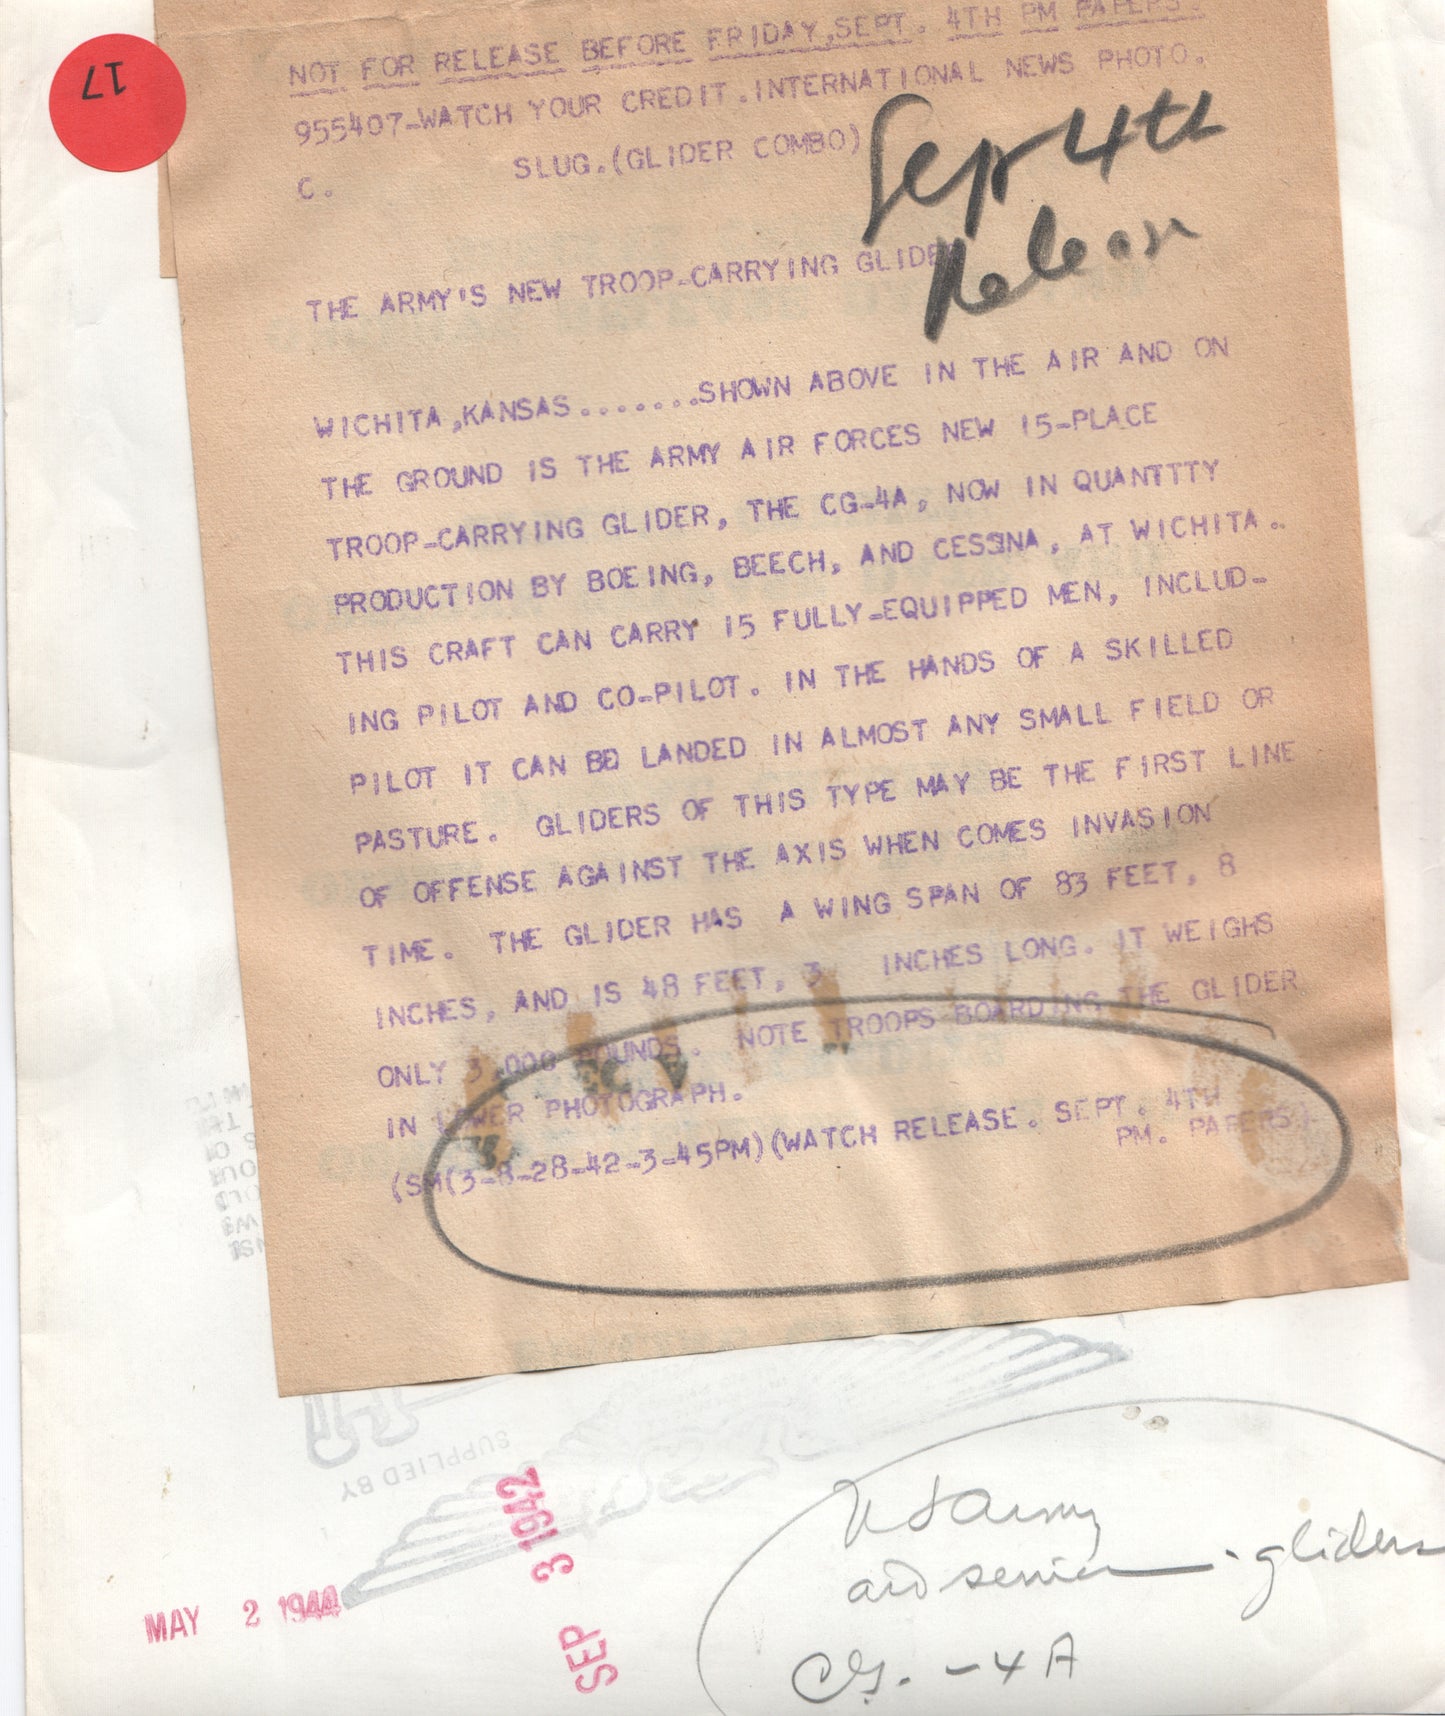 17
NOT FOR RELEASE BEFORE FRIDAY,SEPT. 4TH PM PAPERS.
955407-WATCH YOUR CREDIT.INTERNATIONAL NEWS PHOTO.
SLUG.(GLIDER COMBO)
C.
Sept 4th
Release
THE ARMY'S NEW TROOP-CARRYING GLIDER
WICHITA,KANSAS.......SHOWN ABOVE IN THE AIR AND ON
THE GROUND IS THE ARMY AIR FORCES NEW 15-PLACE
TROOP-CARRYING GLIDER, THE CG-4A, NOW IN QUANTTTY
PRODUCTION BY BOEING, BEECH, AND CESSNA, AT WICHITA..
THIS CRAFT CAN CARRY 15 FULLY-EQUIPPED MEN, INCLUD-
ING PILOT AND CO-PILOT. IN THE HANDS OF A SKILLED
PILOT IT CAN BE LANDED IN ALMOST ANY SMALL FIELD OR
PASTURE. GLIDERS OF THIS TYPE MAY BE THE FIRST LINE
OF OFFENSE AGAINST THE AXIS WHEN COMES INVASION
TIME. THE GLIDER HAS A WING SPAN OF 83 FEET, 8
INCHES, AND IS 48 FEET, 3 INCHES LONG. IT WEIGHS
ONLY 3,000 POUNDS. NOTE TROOPS BOARDING THE GLIDER
IN LOWER PHOTOGRAPH.
(SM(3-8-28-42-3-45PM)(WATCH RELEASE. SEPT. 4TH
PM. PAPERS)
SUPPLIED BY
SEP 3 1942
MAY 2 1944
US Army
air service - gliders
CG. -4A